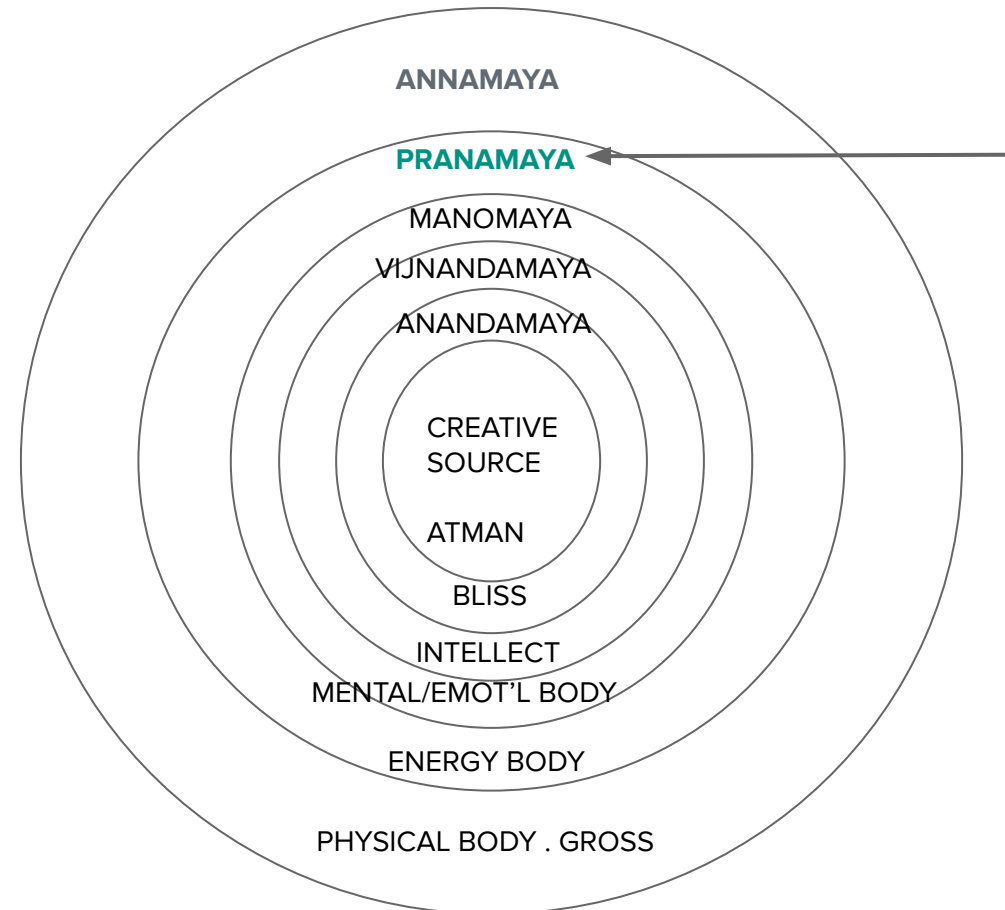 ANNAMAYA
PRANAMAYA
MANOMAYA
VIJNANDAMAYA
ANANDAMAYA
CREATIVE
SOURCE
ATMAN
BLISS
INTELLECT
MENTAL/EMOT'L BODY
ENERGY BODY
PHYSICAL BODY . GROSS